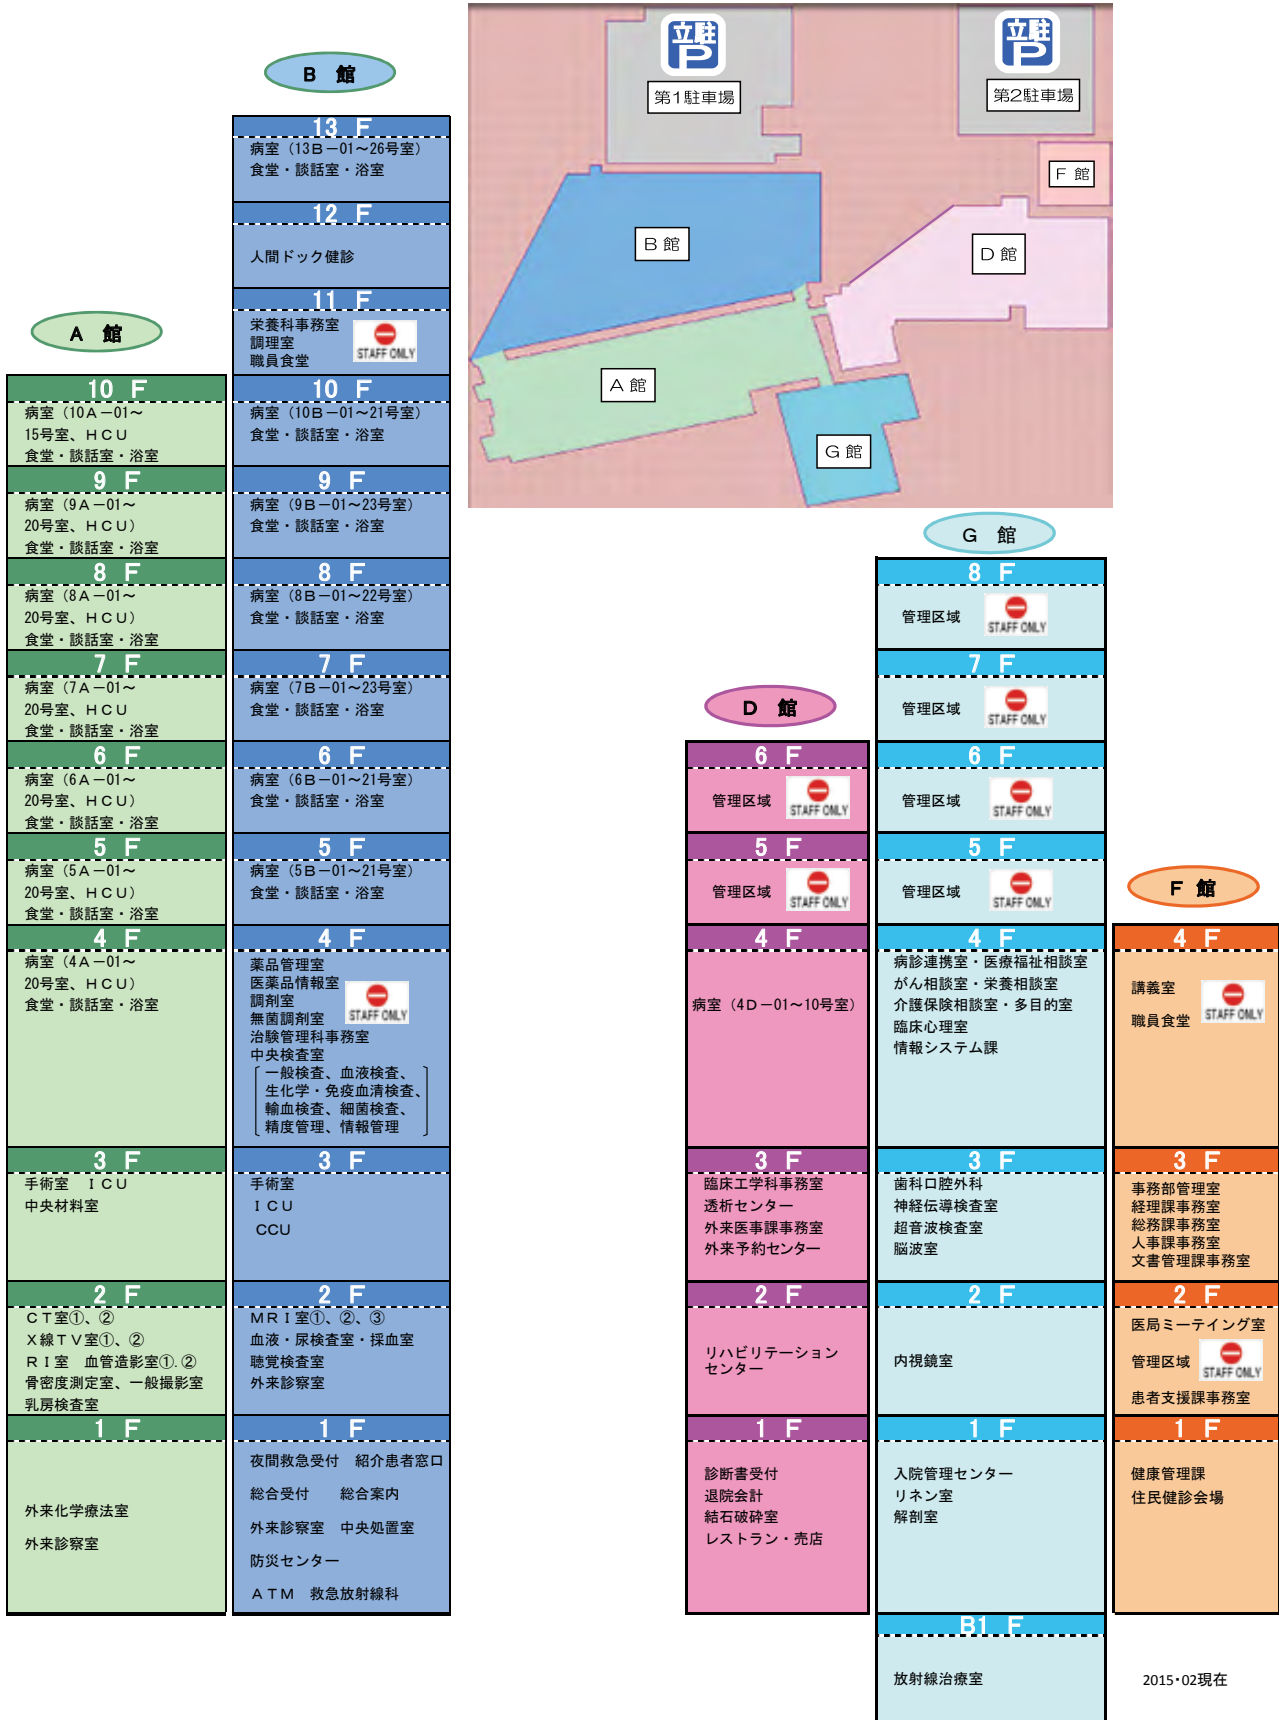 立駐
P
第1駐車場
立駐
P
第2駐車場
F 館
B 館
D 館
A 館
G 館
A 館
10 F
病室（10A－01～
15号室、HCU
食堂・談話室・浴室
9 F
病室（9A－01～
20号室、HCU）
食堂・談話室・浴室
8 F
病室（8A－01～
20号室、HCU）
食堂・談話室・浴室
7 F
病室（7A－01～
20号室、HCU
食堂・談話室・浴室
6 F
病室（6A－01～
20号室、HCU）
食堂・談話室・浴室
5 F
病室（5A－01～
20号室、HCU）
食堂・談話室・浴室
4 F
病室（4A－01～
20号室、HCU）
食堂・談話室・浴室
3 F
手術室 ICU
中央材料室
2 F
CT室①、②
X線TV室①、②
RI室 血管造影室①.②
骨密度測定室、一般撮影室
乳房検査室
1 F
外来化学療法室
外来診察室
B 館
13 F
病室（13B－01～26号室）
食堂・談話室・浴室
12 F
人間ドック健診
11 F
栄養科事務室
調理室
職員食堂
STAFF ONLY
10 F
病室（10B－01～21号室）
食堂・談話室・浴室
9 F
病室（9B－01～23号室）
食堂・談話室・浴室
8 F
病室（8B－01～22号室）
食堂・談話室・浴室
7 F
病室（7B－01～23号室）
食堂・談話室・浴室
6 F
病室（6B－01～21号室）
食堂・談話室・浴室
5 F
病室（5B－01～21号室）
食堂・談話室・浴室
4 F
薬品管理室
医薬品情報室
調剤室
無菌調剤室
STAFF ONLY
治験管理科事務室
中央検査室
一般検査、血液検査、
生化学・免疫血清検査、
輸血検査、細菌検査、
精度管理、情報管理
3 F
手術室
ICU
CCU
2 F
MRI室①、②、③
血液・尿検査室・採血室
聴覚検査室
外来診察室
1 F
夜間救急受付 紹介患者窓口
総合受付 総合案内
外来診察室 中央処置室
防災センター
ATM 救急放射線科
D 館
6 F
管理区域
STAFF ONLY
5 F
管理区域
STAFF ONLY
4 F
病室（4D－01～10号室）
3 F
臨床工学科事務室
透析センター
外来医事課事務室
外来予約センター
2 F
リハビリテーション
センター
1 F
診断書受付
退院会計
結石破砕室
レストラン・売店
G 館
8 F
管理区域
STAFF ONLY
7 F
管理区域
STAFF ONLY
6 F
管理区域
STAFF ONLY
5 F
管理区域
STAFF ONLY
4 F
病診連携室・医療福祉相談室
がん相談室・栄養相談室
介護保険相談室・多目的室
臨床心理室
情報システム課
3 F
歯科口腔外科
神経伝導検査室
超音波検査室
脳波室
2 F
内視鏡室
1 F
入院管理センター
リネン室
解剖室
B1 F
放射線治療室
F 館
4 F
講義室
職員食堂
STAFF ONLY
3 F
事務部管理室
経理課事務室
総務課事務室
人事課事務室
文書管理課事務室
2 F
医局ミーテイング室
管理区域
STAFF ONLY
患者支援課事務室
1 F
健康管理課
住民健診会場
2015・02現在